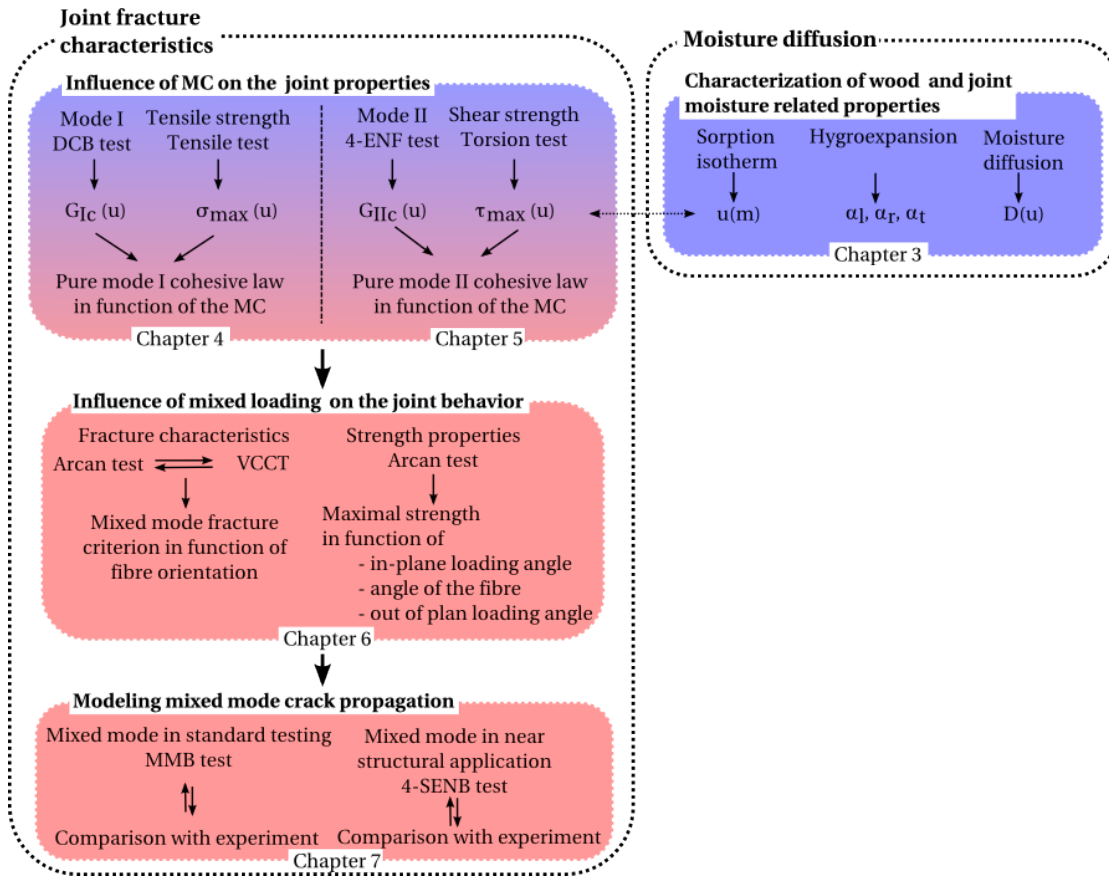 Joint fracture
characteristics
Influence of MC on the joint properties
Mode I
DCB test
Tensile strength
Tensile test
Mode II
4-ENF test
Shear strength
Torsion test
GIc (u)
σmax (u)
GIIc (u)
τmax (u)
Pure mode I cohesive law
in function of the MC
Pure mode II cohesive law
in function of the MC
Chapter 4
Chapter 5
Influence of mixed loading on the joint behavior
Fracture characteristics
Arcan test
VCCT
Mixed mode fracture
criterion in function of
fibre orientation
Strength properties
Arcan test
Maximal strength
in function of
- in-plane loading angle
- angle of the fibre
- out of plan loading angle
Chapter 6
Modeling mixed mode crack propagation
Mixed mode in standard testing
MMB test
Comparison with experiment
Mixed mode in near
structural application
4-SENB test
Comparison with experiment
Chapter 7
Moisture diffusion
Characterization of wood and joint
moisture related properties
Sorption
isotherm
u(m)
Hygroexpansion
αl, αr, αt
Moisture
diffusion
D(u)
Chapter 3